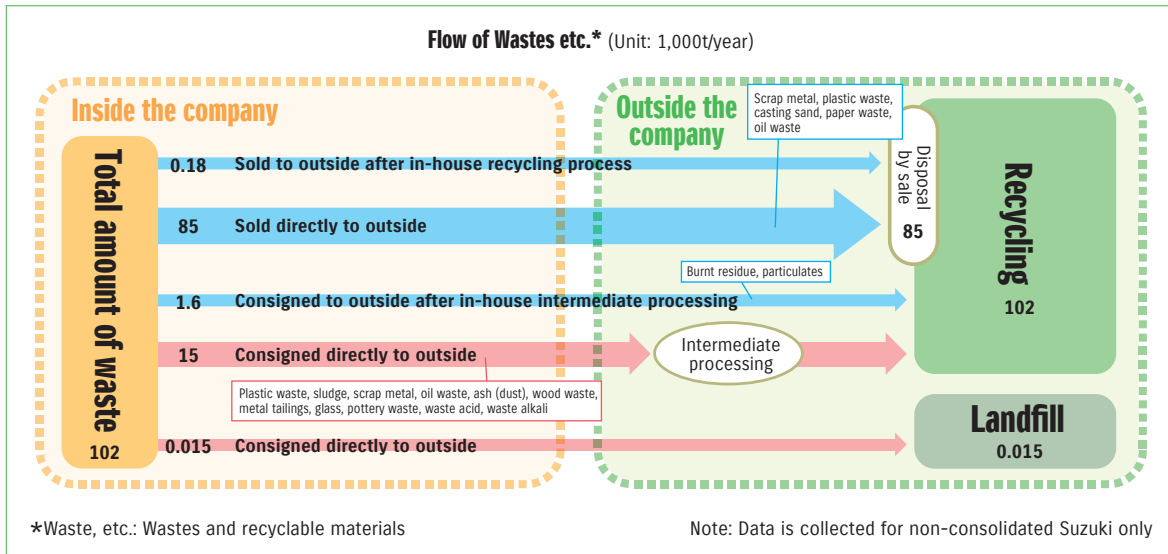 Flow of Wastes etc.* (Unit: 1,000t/year)
Inside the company
Outside the
company
Scrap metal, plastic waste,
casting sand, paper waste,
oil waste
Total amount of waste
102
0.18 Sold to outside after in-house recycling process
85 Sold directly to outside
Disposal
by sale
85
Recycling
102
Burnt residue, particulates
1.6 Consigned to outside after in-house intermediate processing
15 Consigned directly to outside
Intermediate
processing
Plastic waste, sludge, scrap metal, oil waste, ash (dust), wood waste,
metal tailings, glass, pottery waste, waste acid, waste alkali
0.015 Consigned directly to outside
Landfill
0.015
*Waste, etc.: Wastes and recyclable materials
Note: Data is collected for non-consolidated Suzuki only